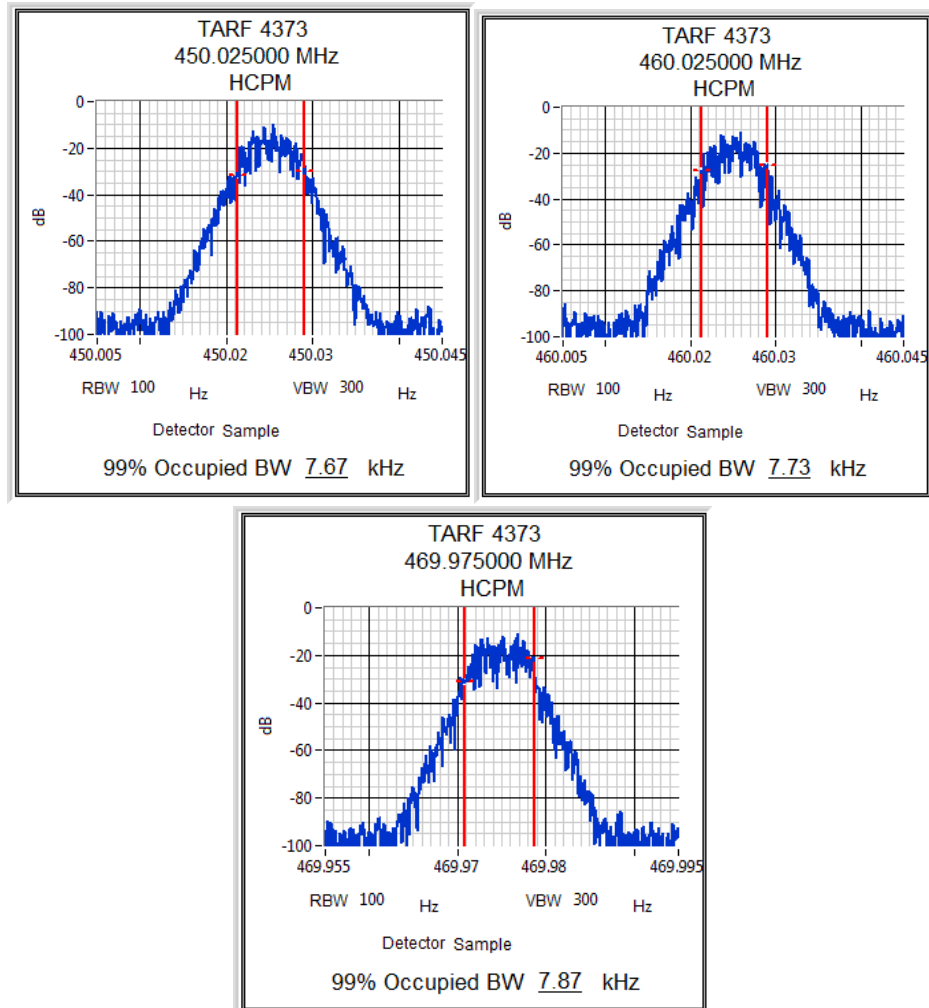 TARF 4373
450.025000 MHz
HCPM
0
-20
-40
-60
-80
-100
dB
450.005 450.02 450.03 450.045
RBW 100 Hz VBW 300 Hz
Detector Sample
99% Occupied BW 7.67 kHz
TARF 4373
460.025000 MHz
HCPM
0
-20
-40
-60
-80
-100
dB
460.005 460.02 460.03 460.045
RBW 100 Hz VBW 300 Hz
Detector Sample
99% Occupied BW 7.73 kHz
TARF 4373
469.975000 MHz
HCPM
0
-20
-40
-60
-80
-100
dB
469.955 469.97 469.98 469.995
RBW 100 Hz VBW 300 Hz
Detector Sample
99% Occupied BW 7.87 kHz